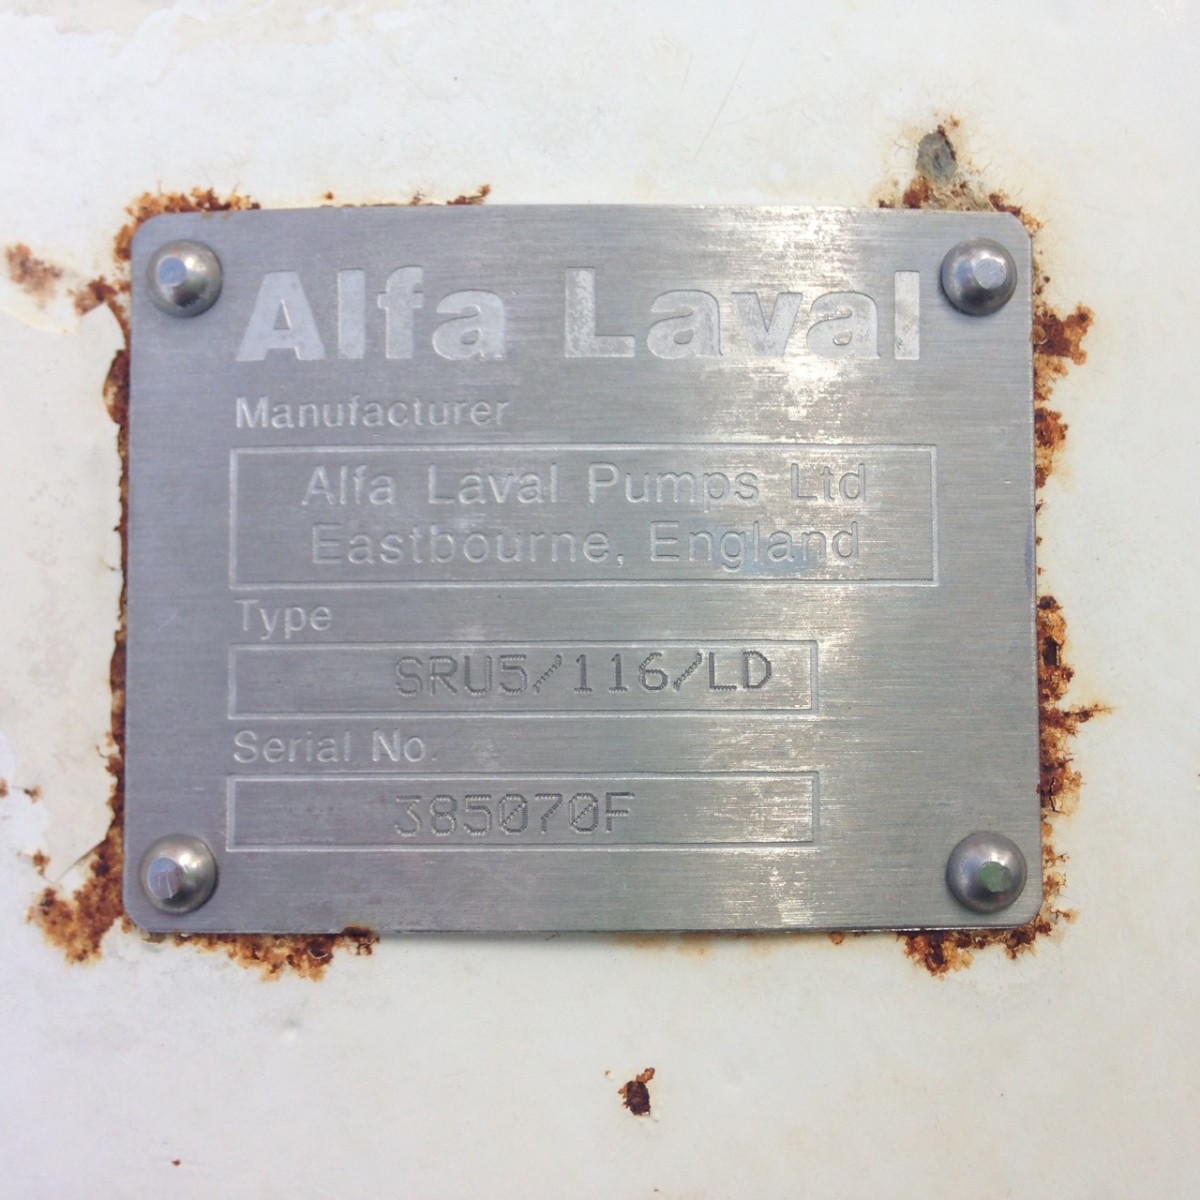 Alfa Laval
Manufacturer
Alfa Laval Pumps Ltd
Eastbourne, England
Type
SRU5/116/LD
Serial No.
385070F